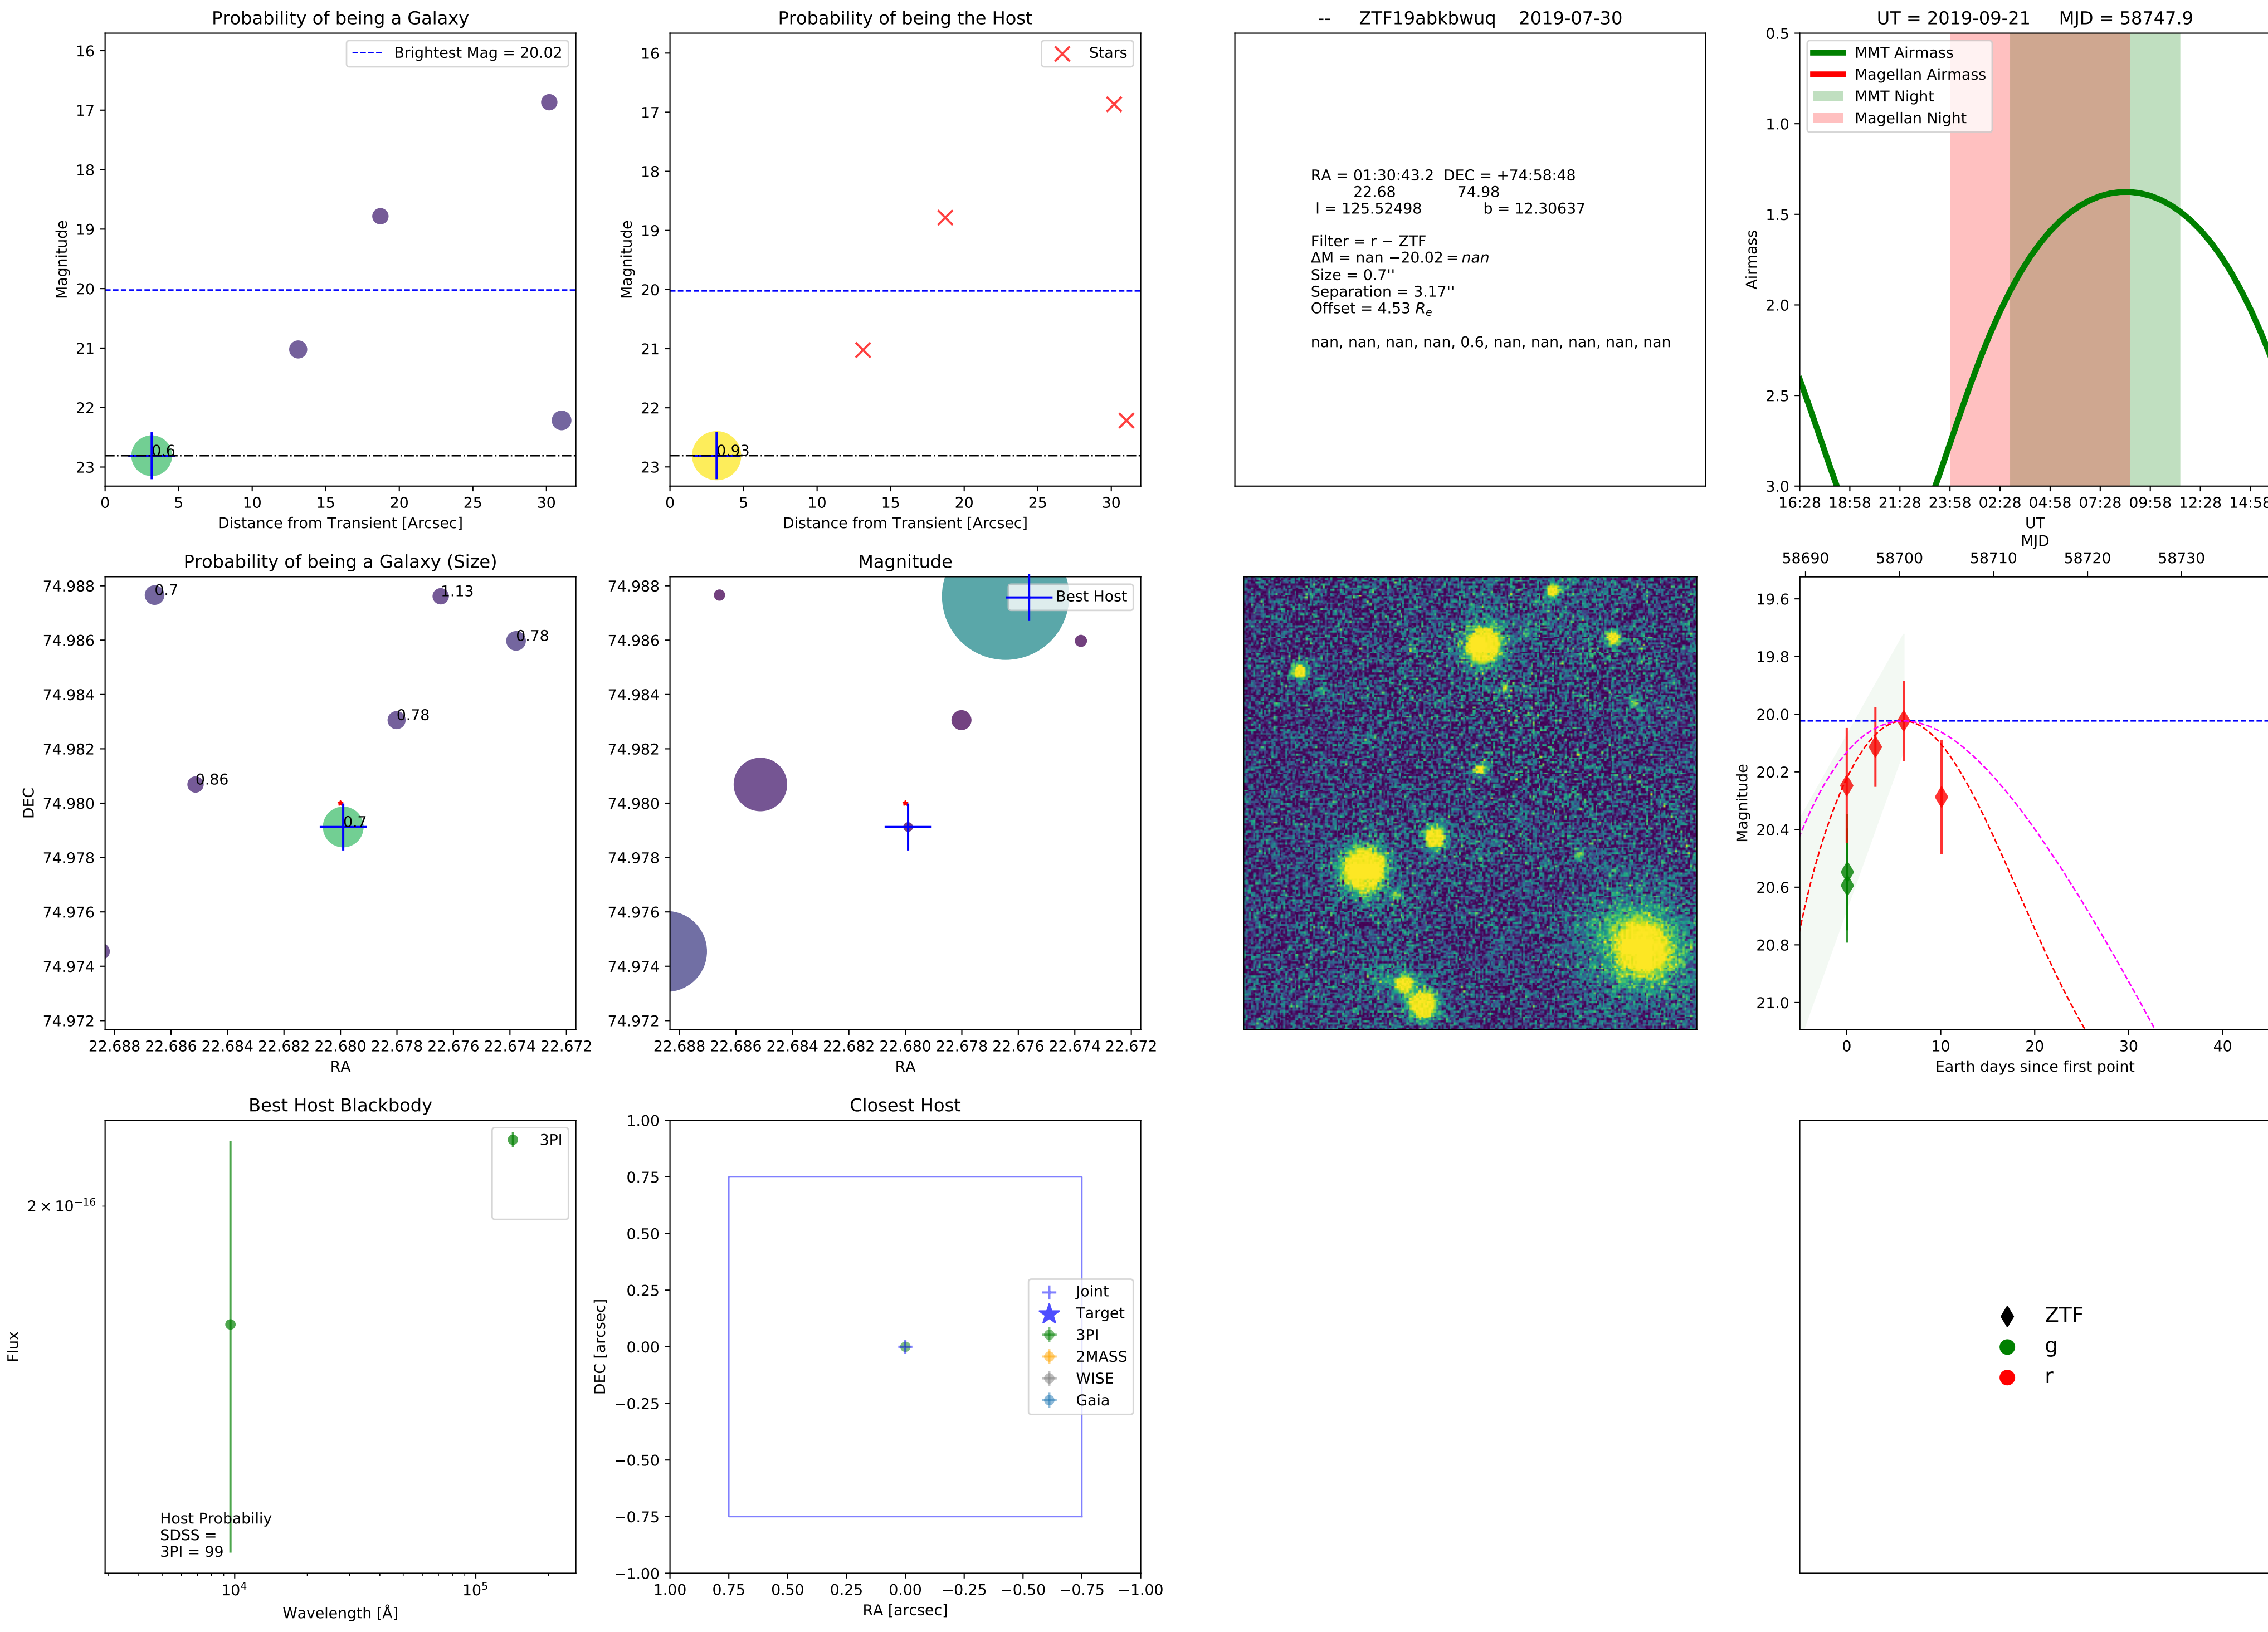 Probability of being a Galaxy
Brightest Mag = 20.02
16
17
18
19
20
21
22
23
0.6
Magnitude
0 5 10 15 20 25 30
Distance from Transient [Arcsec]
Probability of being the Host
Stars
16
17
18
19
20
21
22
23
0.93
Magnitude
0 5 10 15 20 25 30
Distance from Transient [Arcsec]
-- ZTF19abkbwuq 2019-07-30
RA = 01:30:43.2 DEC = +74:58:48
22.68 74.98
l = 125.52498 b = 12.30637
Filter = r − ZTF
ΔM = nan −20.02 = nan
Size = 0.7''
Separation = 3.17''
Offset = 4.53 Re
nan, nan, nan, nan, 0.6, nan, nan, nan, nan, nan
UT = 2019-09-21 MJD = 58747.9
MMT Airmass
Magellan Airmass
MMT Night
Magellan Night
0.5
1.0
1.5
2.0
2.5
3.0
Airmass
16:28 18:58 21:28 23:58 02:28 04:58 07:28 09:58 12:28 14:58
UT
Probability of being a Galaxy (Size)
74.988
74.986
74.984
74.982
74.980
74.978
74.976
74.974
74.972
DEC
0.7
1.13
0.78
0.78
0.86
0.7
22.688 22.686 22.684 22.682 22.680 22.678 22.676 22.674 22.672
RA
Magnitude
Best Host
74.988
74.986
74.984
74.982
74.980
74.978
74.976
74.974
74.972
22.688 22.686 22.684 22.682 22.680 22.678 22.676 22.674 22.672
RA
MJD
58690 58700 58710 58720 58730
19.6
19.8
20.0
20.2
20.4
20.6
20.8
21.0
Magnitude
0 10 20 30 40
Earth days since first point
Best Host Blackbody
3PI
2 × 10−16
Flux
Host Probabiliy
SDSS =
3PI = 99
104 105
Wavelength [Å]
Closest Host
1.00
0.75
0.50
0.25
0.00
−0.25
−0.50
−0.75
−1.00
DEC [arcsec]
Joint
Target
3PI
2MASS
WISE
Gaia
1.00 0.75 0.50 0.25 0.00 −0.25 −0.50 −0.75 −1.00
RA [arcsec]
ZTF
g
r